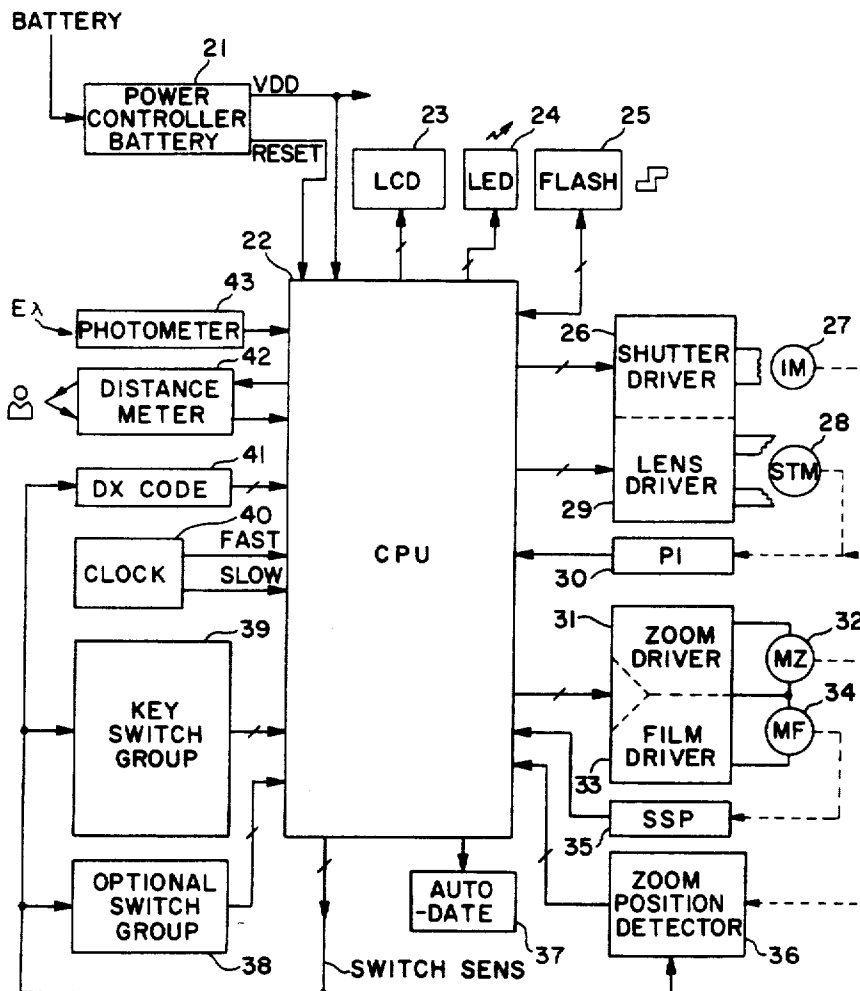 BATTERY
21
POWER
CONTROLLER
BATTERY
VDD
RESET
23
LCD
24
LED
25
FLASH
22
CPU
Eλ
43
PHOTOMETER
42
DISTANCE
METER
41
DX CODE
40
CLOCK
FAST
SLOW
39
KEY
SWITCH
GROUP
OPTIONAL
SWITCH
GROUP
38
SWITCH SENS
AUTO
-DATE
37
26
SHUTTER
DRIVER
27
IM
LENS
DRIVER
29
28
STM
PI
30
31
ZOOM
DRIVER
32
MZ
FILM
DRIVER
33
34
MF
SSP
35
ZOOM
POSITION
DETECTOR
36